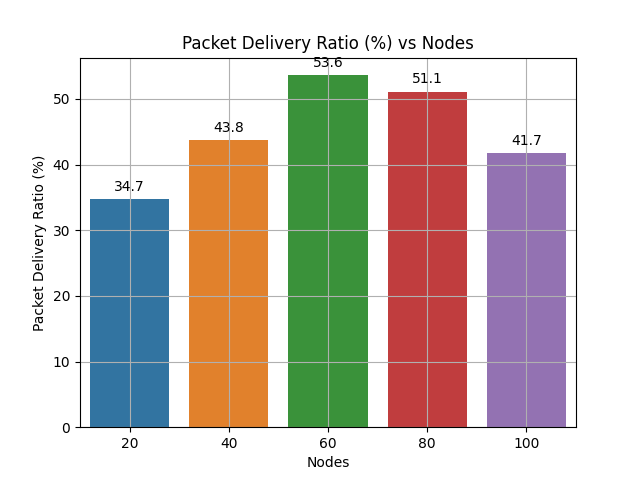 Packet Delivery Ratio (%) vs Nodes
53.6
51.1
43.8
41.7
34.7
50
40
30
20
10
0
Packet Delivery Ratio (%)
20 40 60 80 100
Nodes